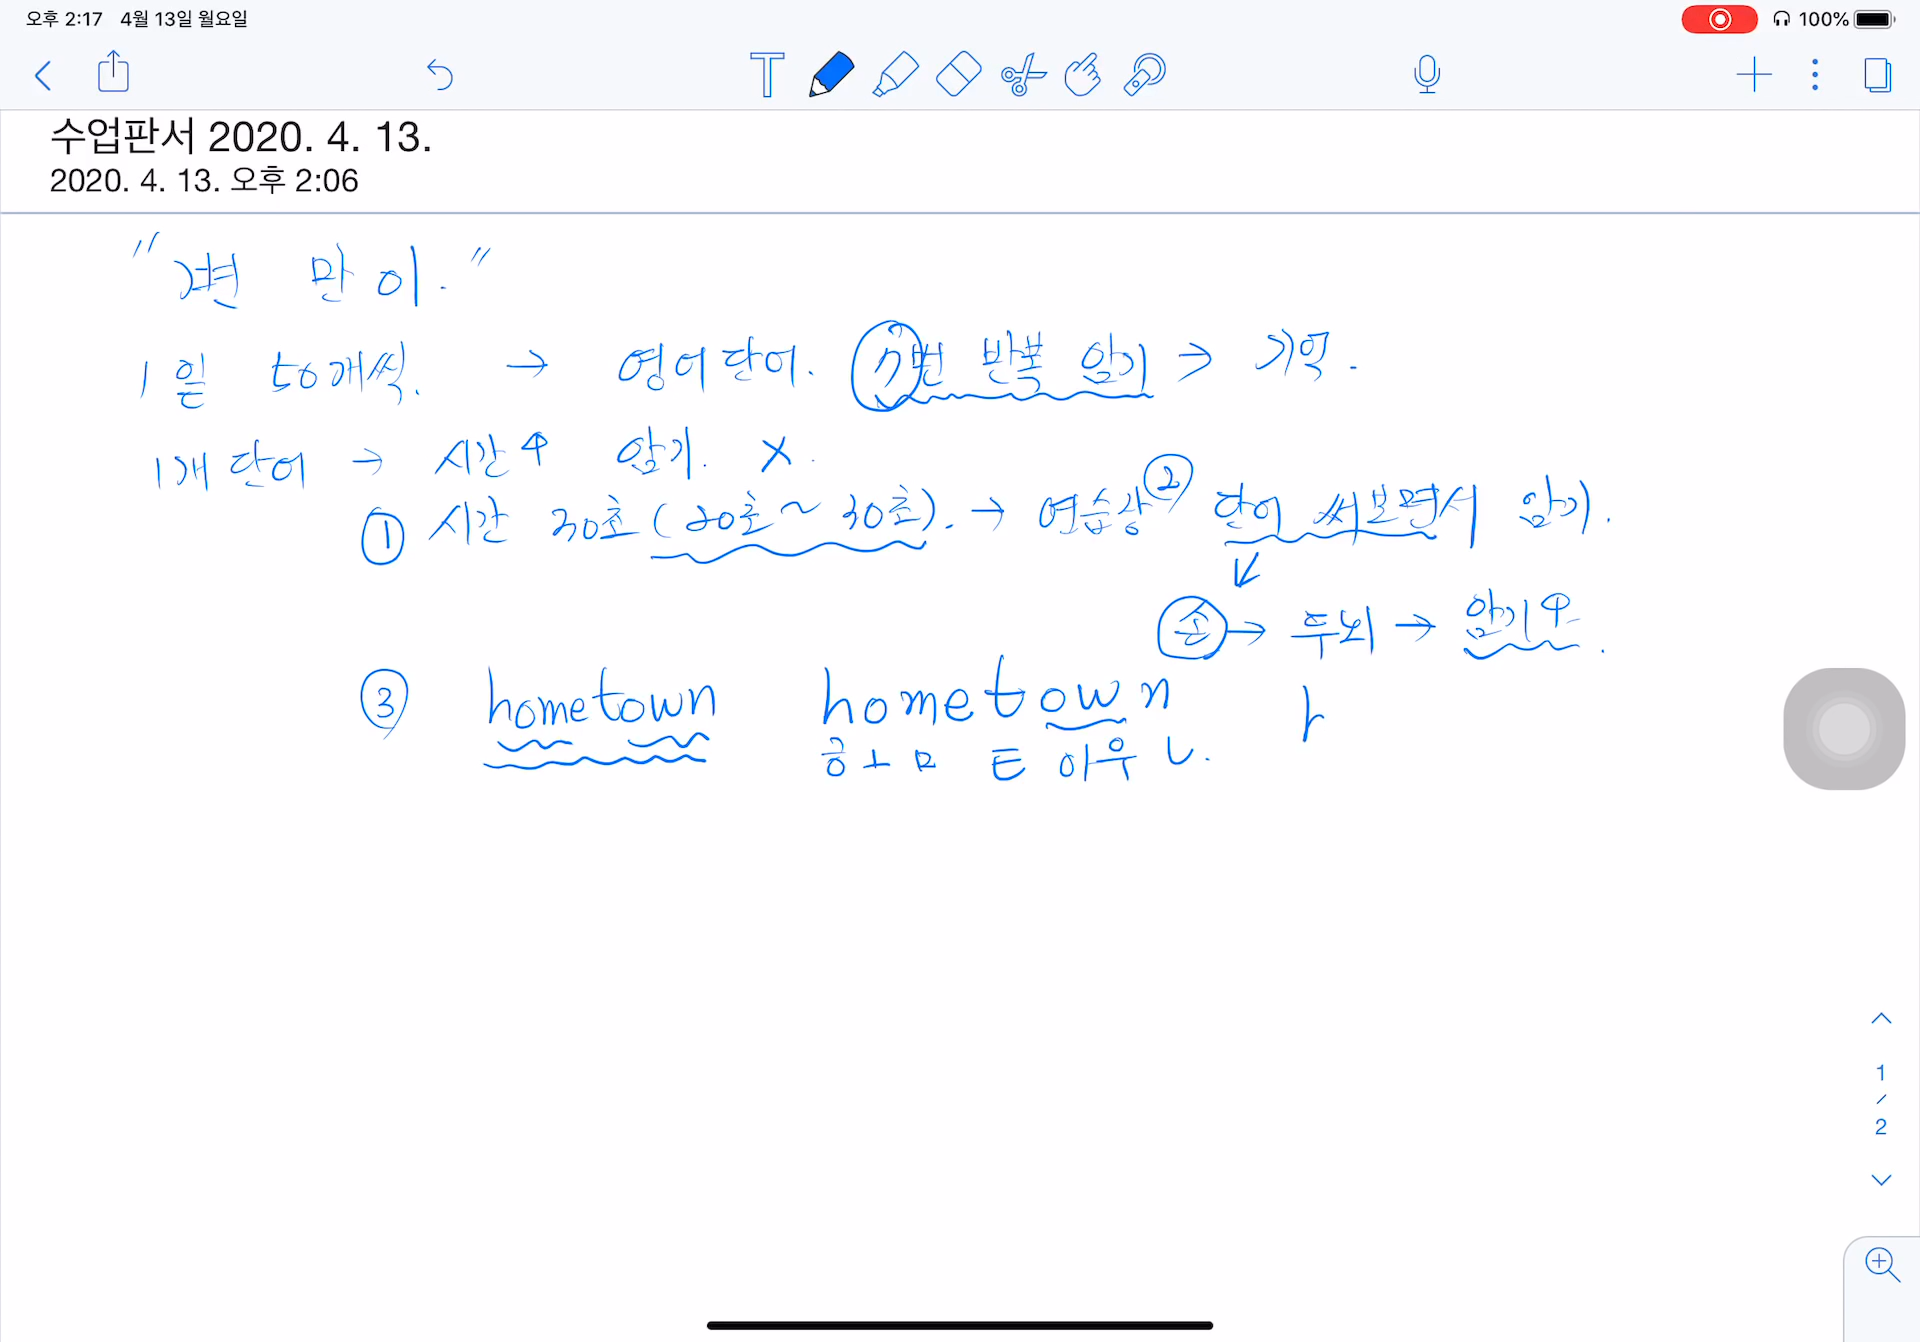 오후 2:17 4월 13일 월요일 100%
수업판서 2020. 4. 13.
2020. 4. 13. 오후 2:06
" 만이. "
1일 50개씩. → 영어단어. 7번 반복 암기 → 기억.
1개 단어 → 시간↑ 암기. X.
① 시간 30초 (20초~30초). → 연습장 ② 단어 써보면서 암기.
↓
손 → 두뇌 → 암기
③ hometown hometown h
ㅎㅗㅁ ㅌ 아우 ㄴ.
1
/
2